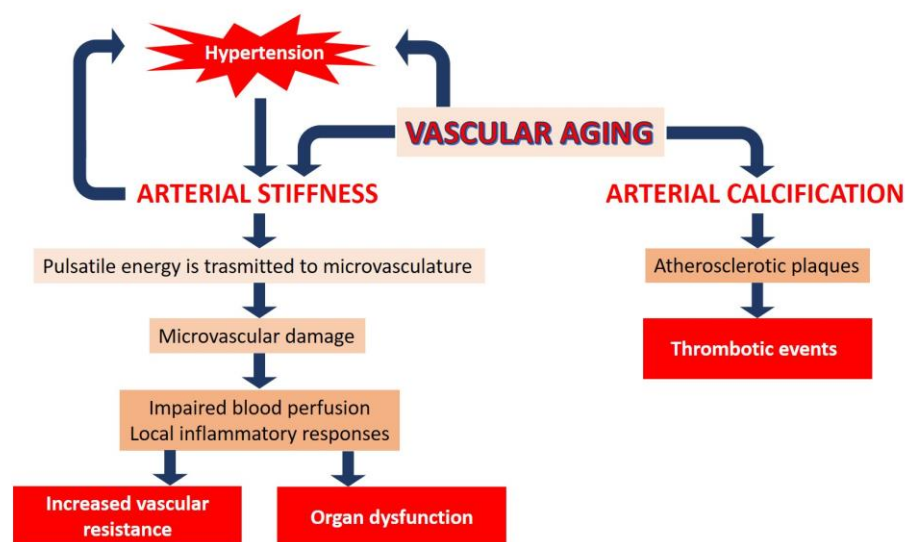 Hypertension
VASCULAR AGING
ARTERIAL STIFFNESS
ARTERIAL CALCIFICATION
Pulsatile energy is trasmitted to microvasculature
Atherosclerotic plaques
Microvascular damage
Thrombotic events
Impaired blood perfusion
Local inflammatory responses
Increased vascular
resistance
Organ dysfunction